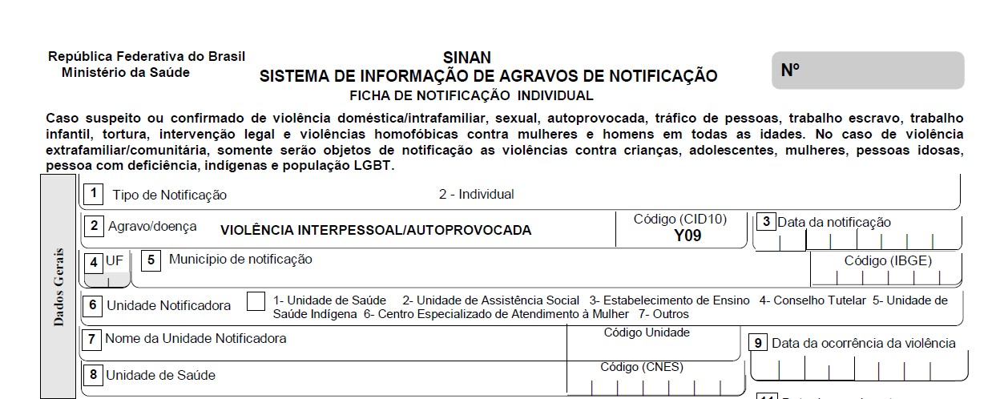 República Federativa do Brasil
Ministério da Saúde
SINAN
SISTEMA DE INFORMAÇÃO DE AGRAVOS DE NOTIFICAÇÃO
FICHA DE NOTIFICAÇÃO INDIVIDUAL
Nº
Caso suspeito ou confirmado de violência doméstica/intrafamiliar, sexual, autoprovocada, tráfico de pessoas, trabalho escravo, trabalho
infantil, tortura, intervenção legal e violências homofóbicas contra mulheres e homens em todas as idades. No caso de violência
extrafamiliar/comunitária, somente serão objetos de notificação as violências contra crianças, adolescentes, mulheres, pessoas idosas,
pessoa com deficiência, indígenas e população LGBT.
Dados Gerais
1 Tipo de Notificação 2 - Individual
2 Agravo/doença VIOLÊNCIA INTERPESSOAL/AUTOPROVOCADA
Código (CID10)
Y09
3 Data da notificação
4 UF
5 Município de notificação
Código (IBGE)
6 Unidade Notificadora
1- Unidade de Saúde 2- Unidade de Assistência Social 3- Estabelecimento de Ensino 4- Conselho Tutelar 5- Unidade de
Saúde Indígena 6- Centro Especializado de Atendimento à Mulher 7- Outros
7 Nome da Unidade Notificadora
Código Unidade
9 Data da ocorrência da violência
8 Unidade de Saúde
Código (CNES)